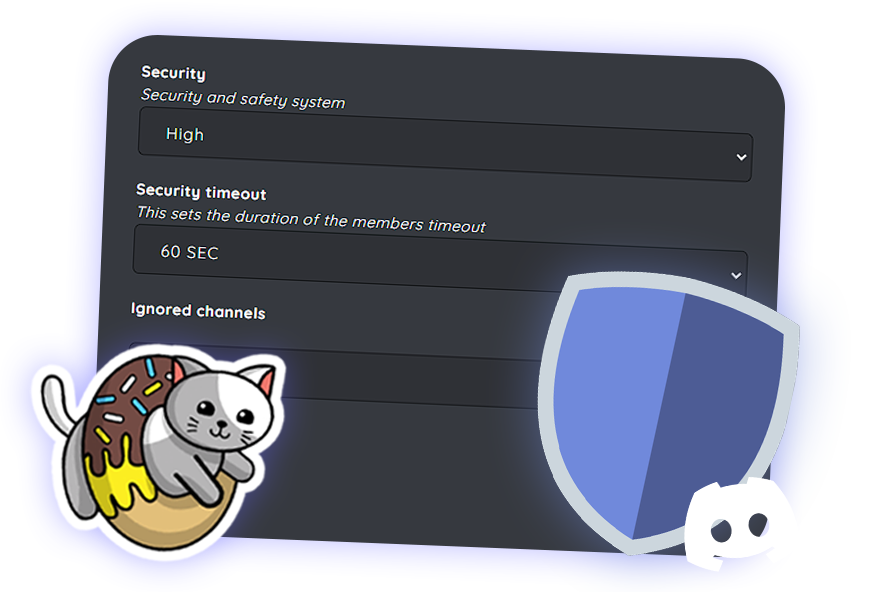 Security
Security and safety system
High
Security timeout
This sets the duration of the members timeout
60 SEC
Ignored channels